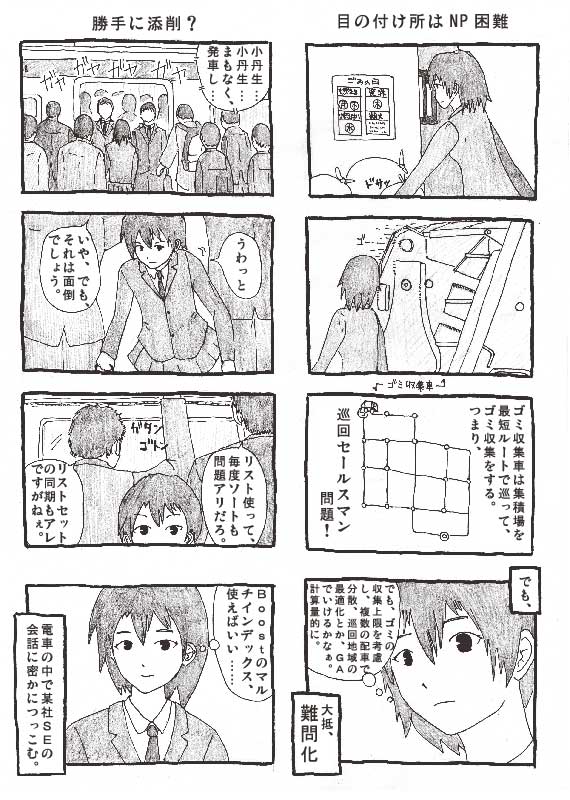 目の付け所はNP困難
ごみの日
資源
木
ドサッ
ゴ…
♪ゴミ収集車～♪
ゴミ収集車は集積場を
最短ルートで巡って、
ゴミ収集をする。
つまり、
巡回セールスマン
問題！
でも、
でも、ゴミの
収集上限を考慮
し、複数の配車で
分散、巡回地域の
最適化とか、GA
でいけるかなぁ。
計算量的に。
大抵、
難問化
勝手に添削？
小丹生…
小丹生…
まもなく、
発車し…
ガヤ
ガヤ
ガヤ
うわっと
いや、でも、
それは面倒
でしょう。
ガタン
ゴトン
リスト使って、
毎度ソートも
問題アリだろ。
リストセット
の同期もアレ
ですがねぇ。
Boostのマル
チインデックス、
使えばいい……
電車の中で某社SEの
会話に密かにつっこむ。